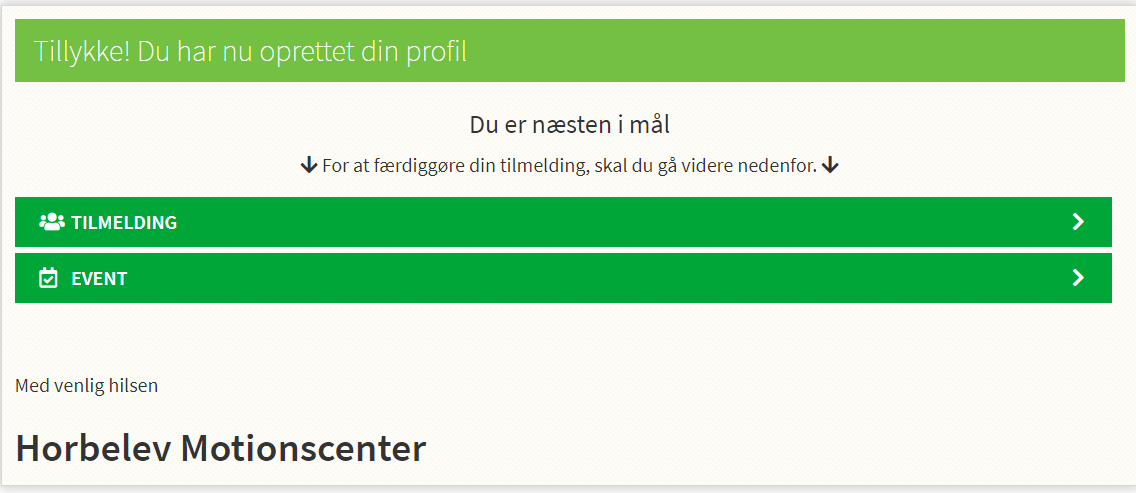 Tillykke! Du har nu oprettet din profil
Du er næsten i mål
For at færdiggøre din tilmelding, skal du gå videre nedenfor.
TILMELDING
EVENT
Med venlig hilsen
Horbelev Motionscenter